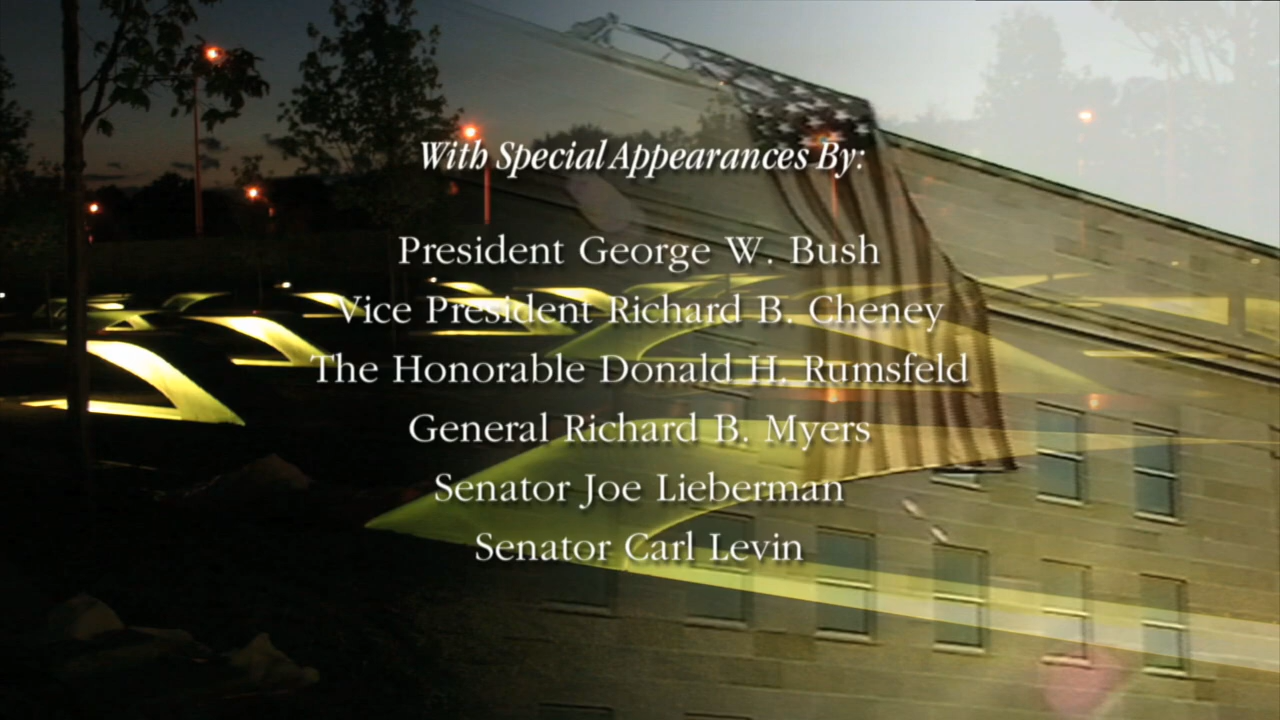 With Special Appearances By:
President George W. Bush
Vice President Richard B. Cheney
The Honorable Donald H. Rumsfeld
General Richard B. Myers
Senator Joe Lieberman
Senator Carl Levin